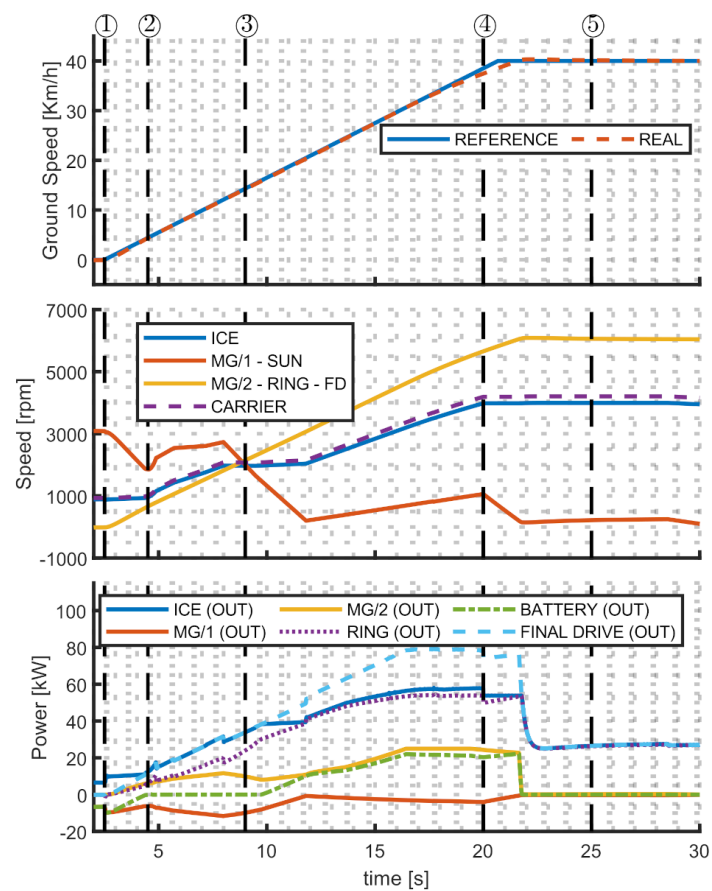 ① ② ③ ④ ⑤
Ground Speed [Km/h]
40
30
20
10
0
REFERENCE REAL
Speed [rpm]
7000
5000
3000
1000
-1000
ICE
MG/1 - SUN
MG/2 - RING - FD
CARRIER
Power [kW]
100
80
60
40
20
0
-20
ICE (OUT) MG/2 (OUT) BATTERY (OUT)
MG/1 (OUT) RING (OUT) FINAL DRIVE (OUT)
5 10 15 20 25 30
time [s]